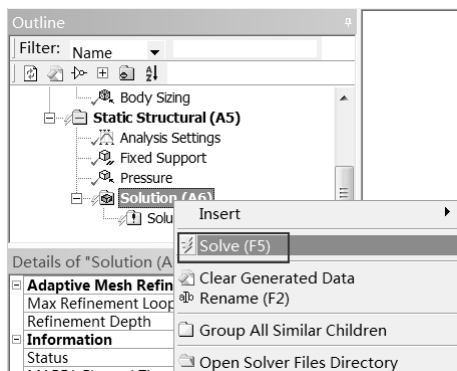 Outline
Filter: Name
Body Sizing
Static Structural (A5)
Analysis Settings
Fixed Support
Pressure
Solution (A6)
Solu
Insert
Solve (F5)
Details of "Solution (A
Clear Generated Data
Adaptive Mesh Refin
Rename (F2)
Max Refinement Loop
Refinement Depth
Group All Similar Children
Information
Status
Open Solver Files Directory